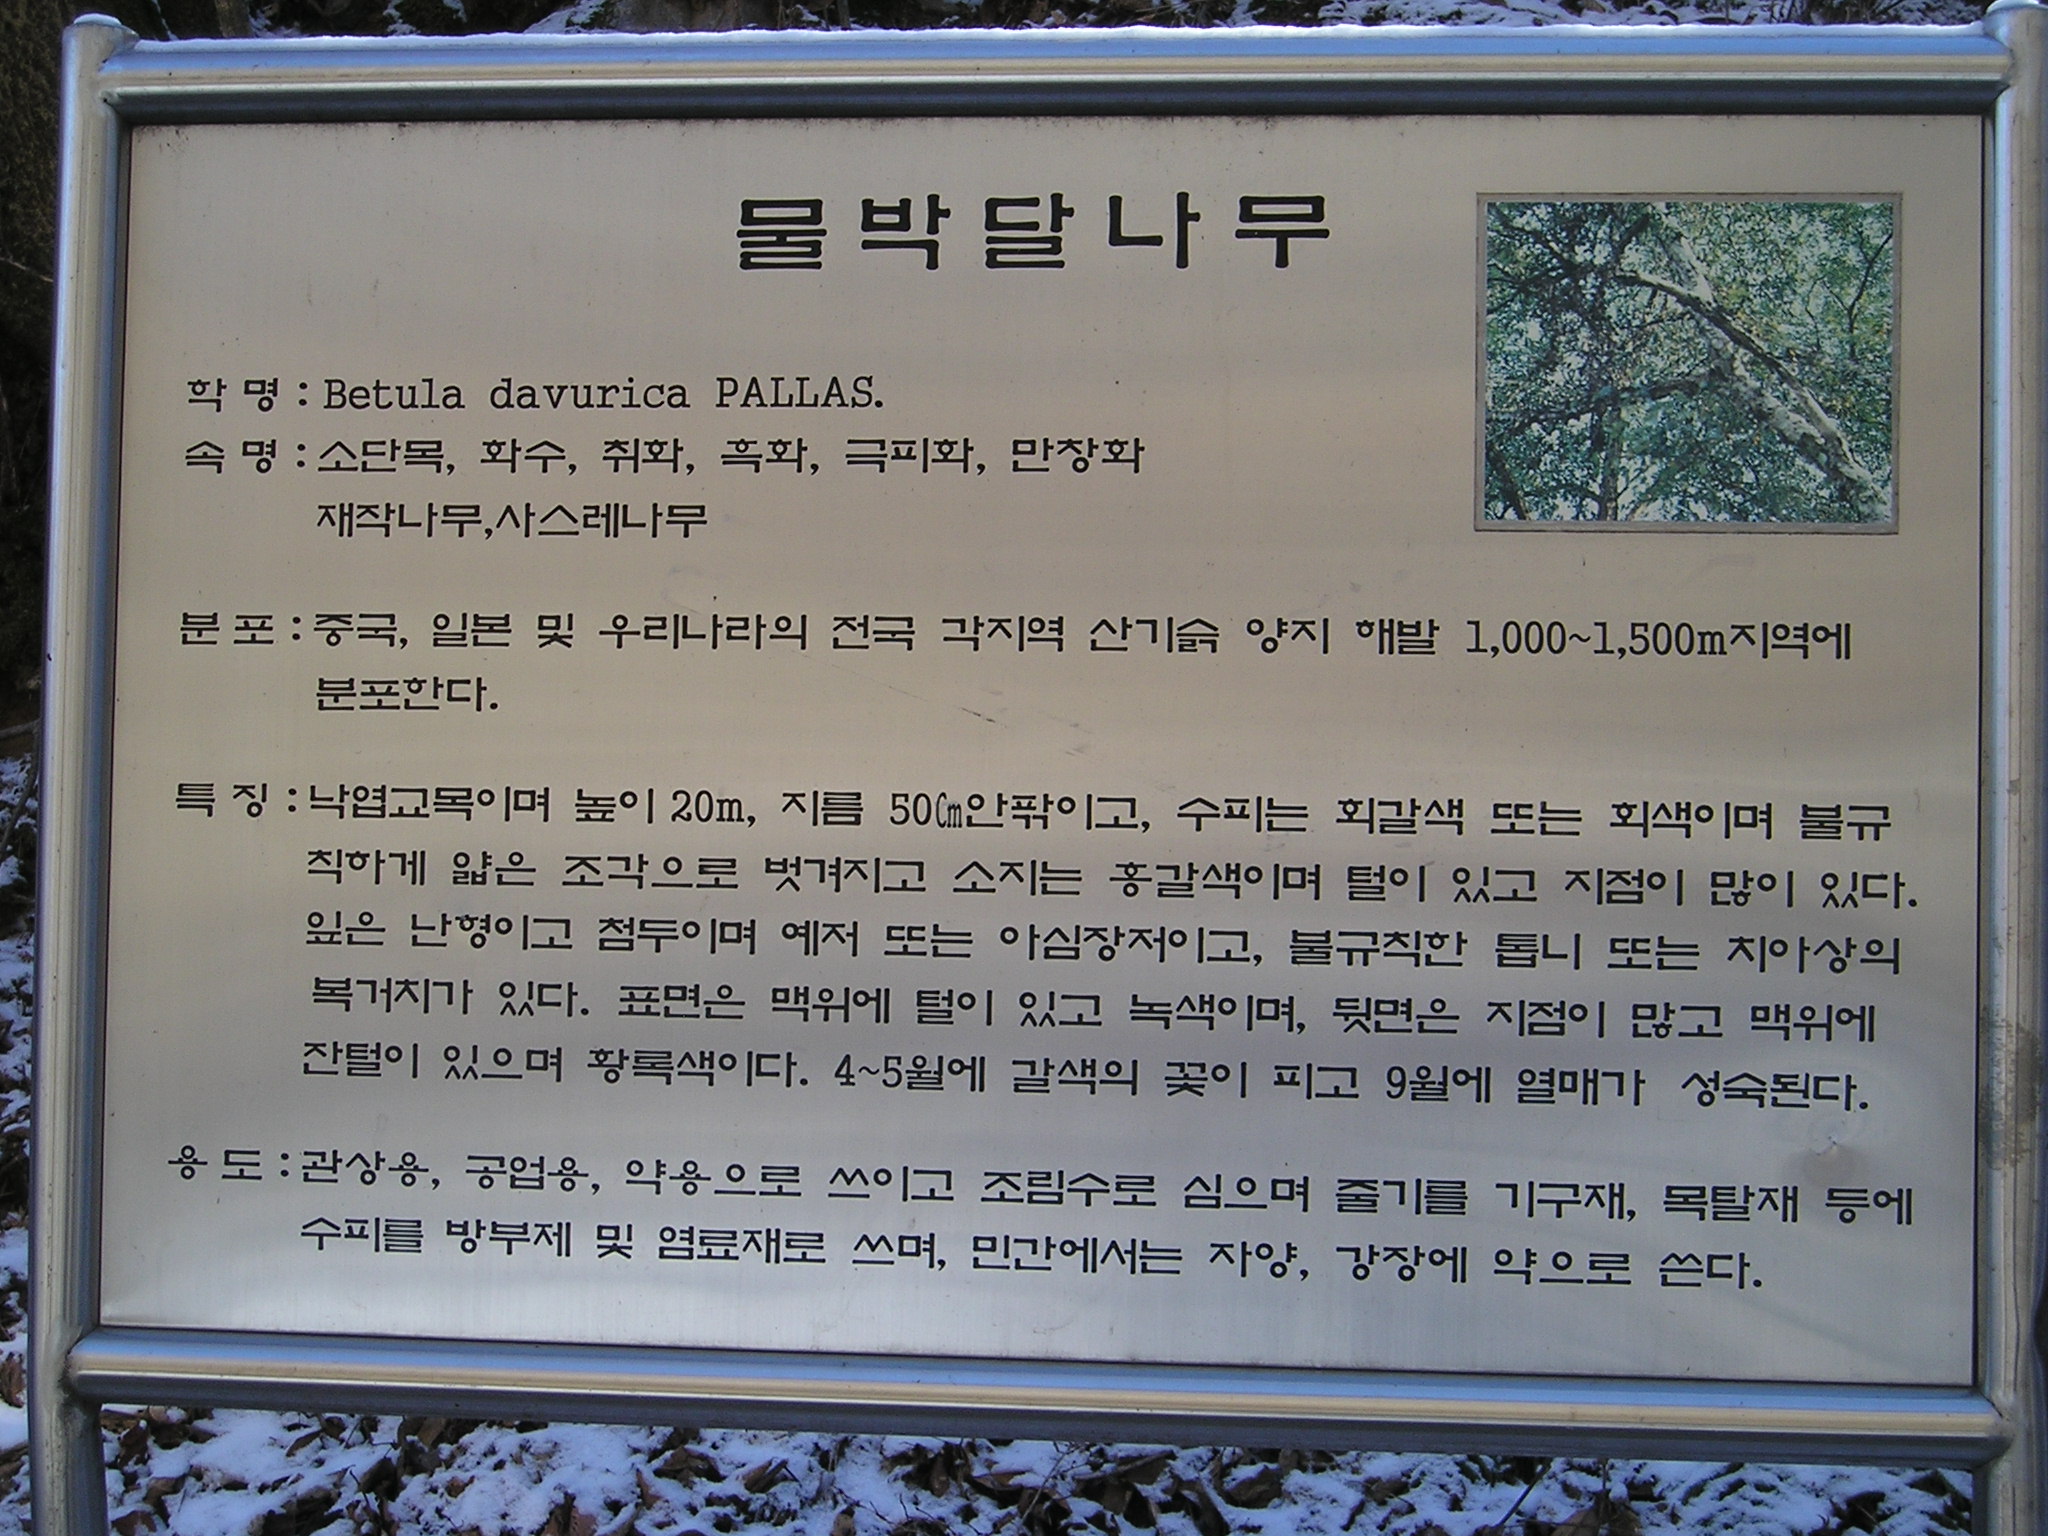 물박달나무
학 명 : Betula davurica PALLAS.
속 명 : 소단목, 화수, 취화, 흑화, 극피화, 만창화
재작나무,사스레나무
분 포 : 중국, 일본 및 우리나라의 전국 각지역 산기슭 양지 해발 1,000~1,500m지역에
분포한다.
특 징 : 낙엽교목이며 높이 20m, 지름 50㎝안팎이고, 수피는 회갈색 또는 회색이며 불규
칙하게 얇은 조각으로 벗겨지고 소지는 홍갈색이며 털이 있고 지점이 많이 있다.
잎은 난형이고 첨두이며 예저 또는 아심장저이고, 불규칙한 톱니 또는 치아상의
복거치가 있다. 표면은 맥위에 털이 있고 녹색이며, 뒷면은 지점이 많고 맥위에
잔털이 있으며 황록색이다. 4~5월에 갈색의 꽃이 피고 9월에 열매가 성숙된다.
용 도 : 관상용, 공업용, 약용으로 쓰이고 조림수로 심으며 줄기를 기구재, 목탈재 등에
수피를 방부제 및 염료재로 쓰며, 민간에서는 자양, 강장에 약으로 쓴다.